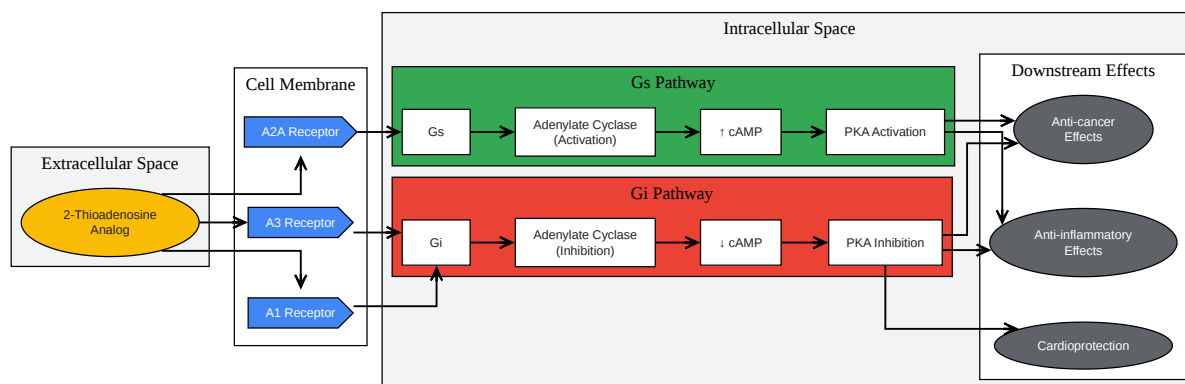 Intracellular Space
Gs Pathway
Downstream Effects
Cell Membrane
A2A Receptor
Gs
Adenylate Cyclase
(Activation)
↑ cAMP
PKA Activation
Anti-cancer
Effects
Extracellular Space
2-Thioadenosine
Analog
Gi Pathway
A3 Receptor
Gi
Adenylate Cyclase
(Inhibition)
↓ cAMP
PKA Inhibition
Anti-inflammatory
Effects
A1 Receptor
Cardioprotection